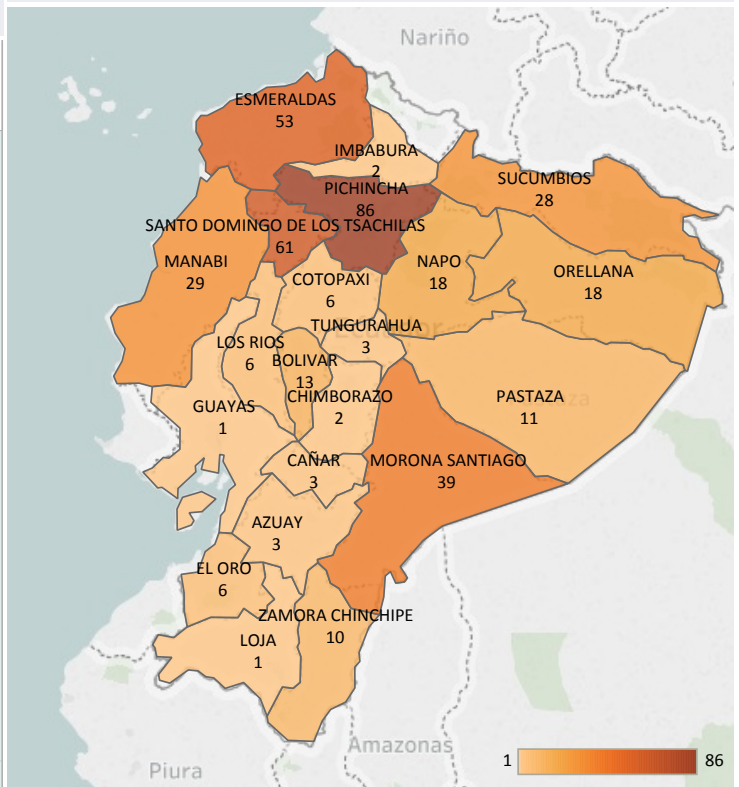 Nariño
ESMERALDAS
53
IMBABURA
2
PICHINCHA
86
SUCUMBIOS
28
SANTO DOMINGO DE LOS TSACHILAS
61
MANABI
29
COTOPAXI
6
NAPO
18
ORELLANA
18
TUNGURAHUA
3
Ecuador
LOS RIOS
6
BOLIVAR
13
CHIMBORAZO
2
GUAYAS
1
PASTAZA
11
CAÑAR
3
MORONA SANTIAGO
39
AZUAY
3
EL ORO
6
ZAMORA CHINCHIPE
10
LOJA
1
Amazonas
Piura
1
86